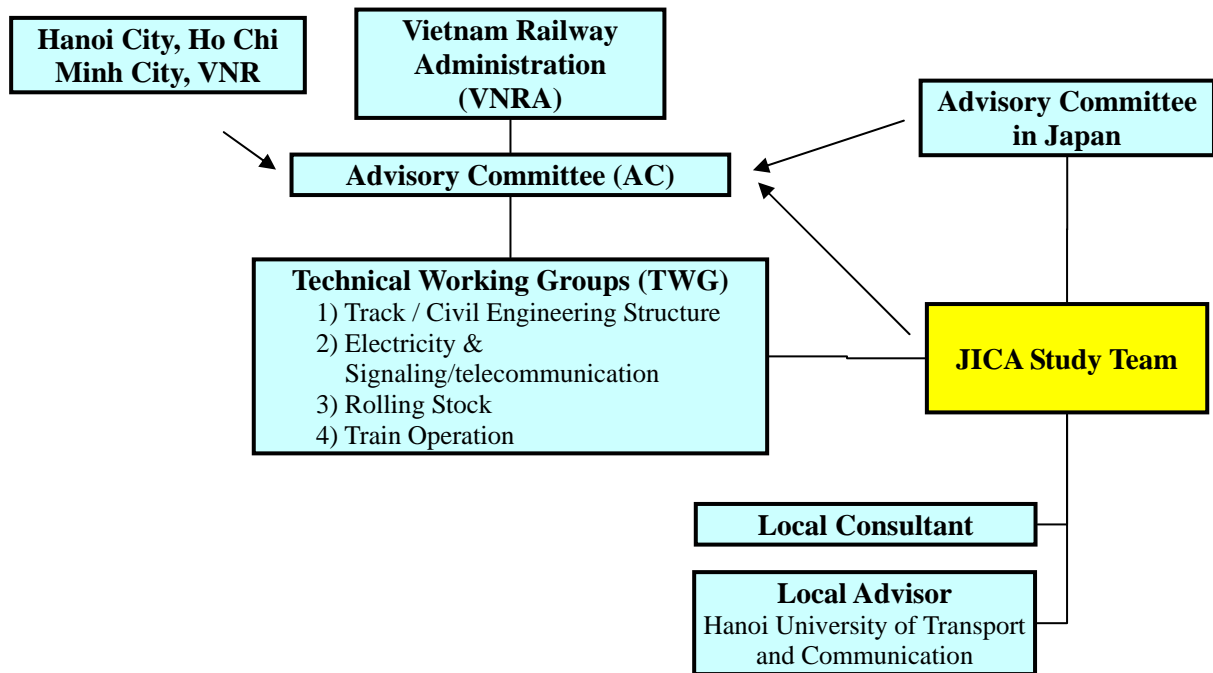 Hanoi City, Ho Chi
Minh City, VNR
Vietnam Railway
Administration
(VNRA)
Advisory Committee
in Japan
Advisory Committee (AC)
Technical Working Groups (TWG)
1) Track / Civil Engineering Structure
2) Electricity &
Signaling/telecommunication
3) Rolling Stock
4) Train Operation
JICA Study Team
Local Consultant
Local Advisor
Hanoi University of Transport
and Communication